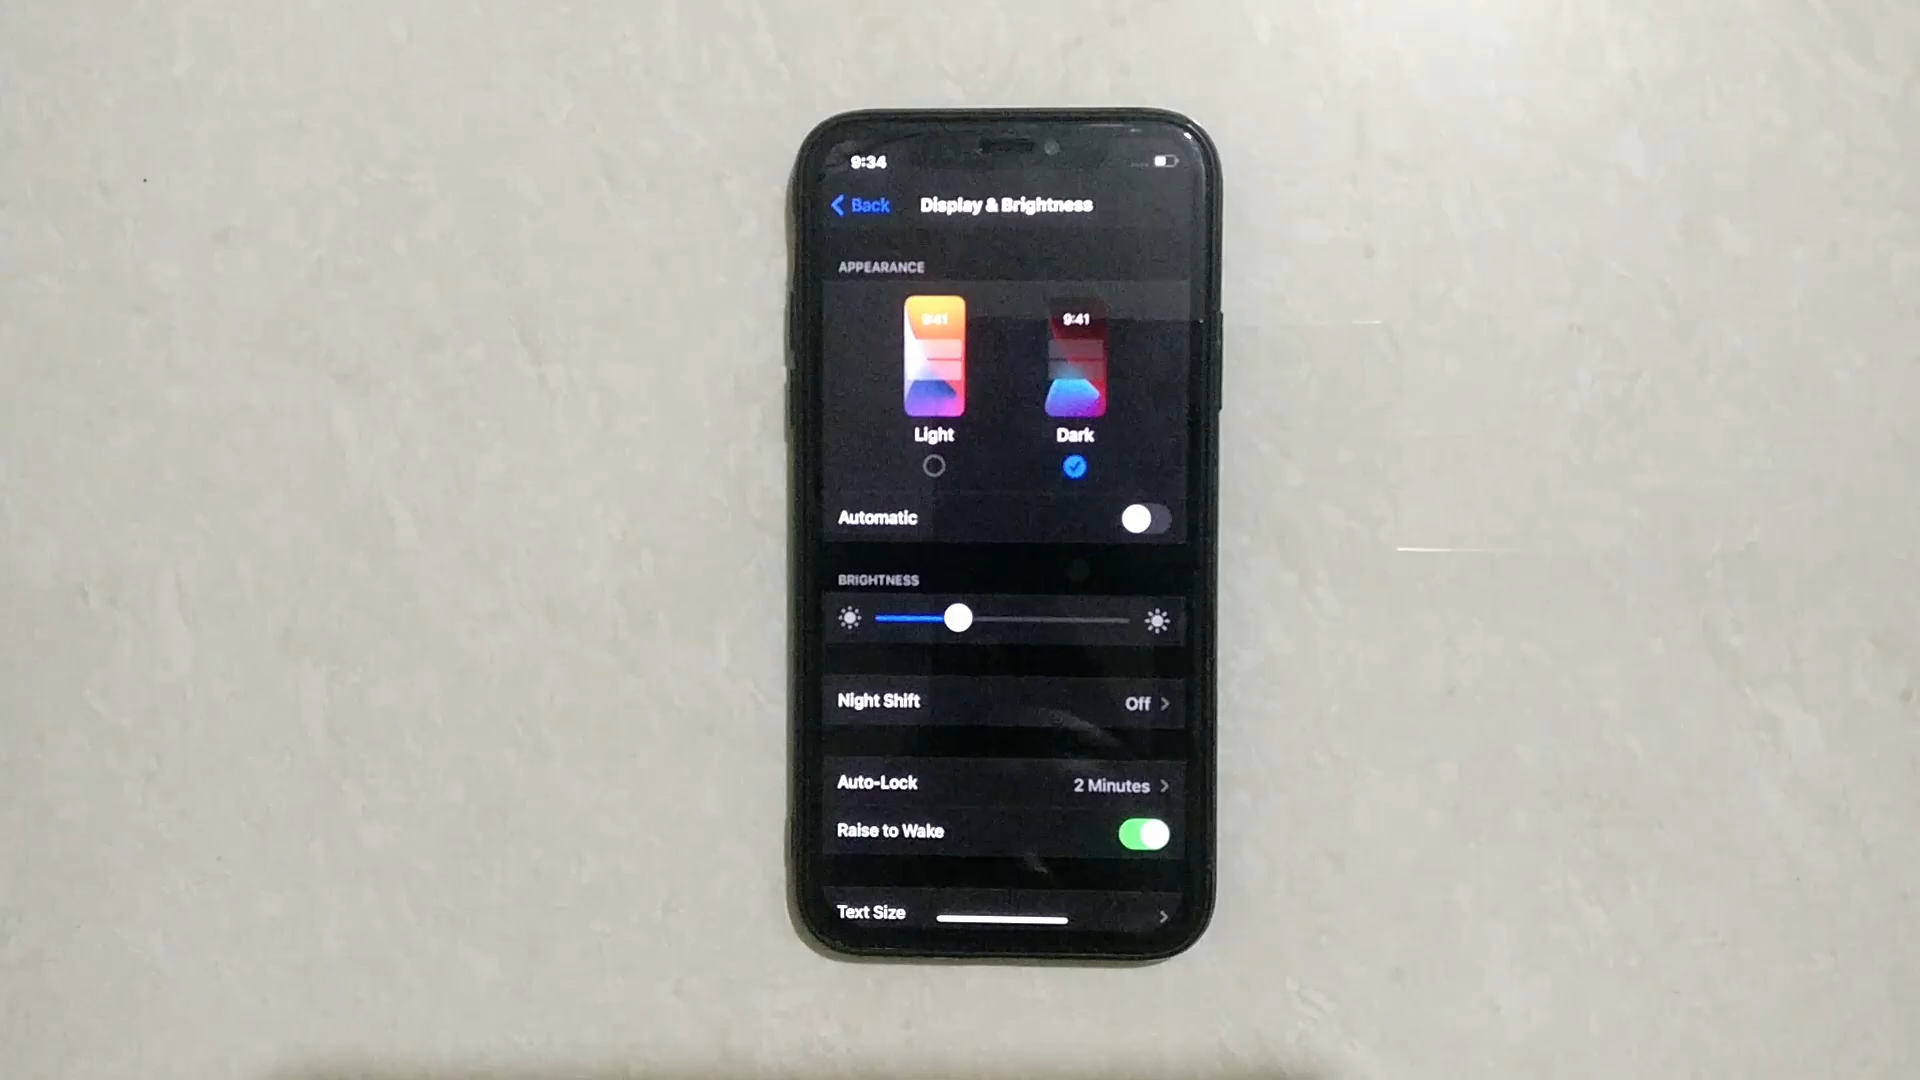 9:34
Back Display & Brightness
APPEARANCE
9:41 9:41
Light Dark
Automatic
BRIGHTNESS
Night Shift Off
Auto-Lock 2 Minutes
Raise to Wake
Text Size